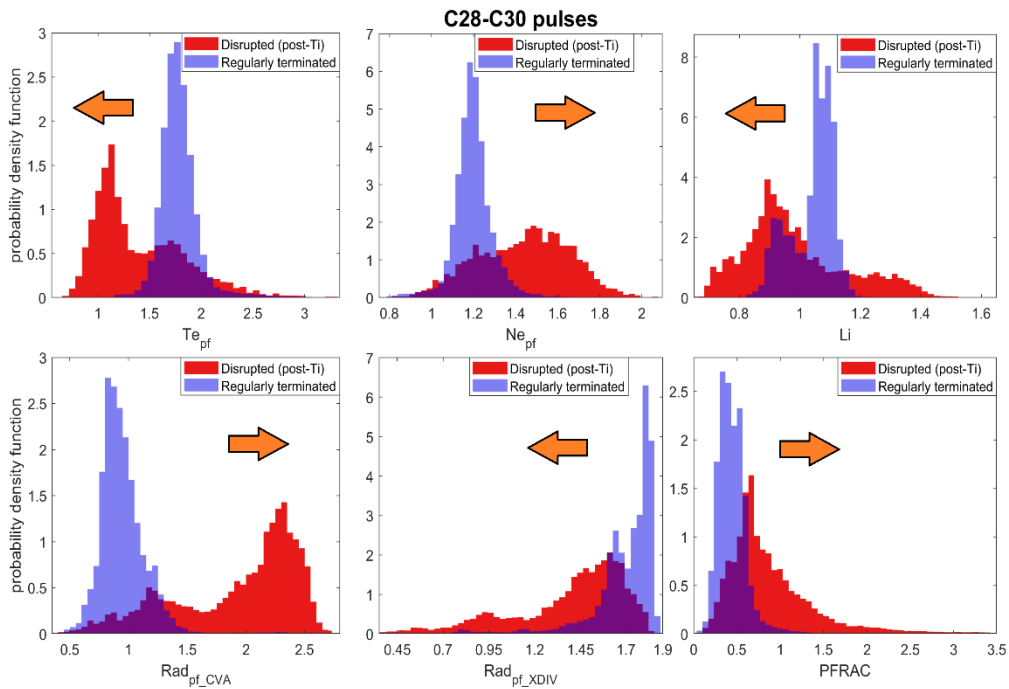 C28-C30 pulses
probability density function
3
2.5
2
1.5
1
0.5
0
Disrupted (post-Ti)
Regularly terminated
1 1.5 2 2.5 3
Te_pf
7
6
5
4
3
2
1
0
Disrupted (post-Ti)
Regularly terminated
0.8 1 1.2 1.4 1.6 1.8 2
Ne_pf
8
6
4
2
0
Disrupted (post-Ti)
Regularly terminated
0.8 1 1.2 1.4 1.6
Li
probability density function
3
2.5
2
1.5
1
0.5
0
Disrupted (post-Ti)
Regularly terminated
0.5 1 1.5 2 2.5
Rad_pf_CVA
7
6
5
4
3
2
1
0
Disrupted (post-Ti)
Regularly terminated
0.45 0.7 0.95 1.2 1.45 1.7 1.9
Rad_pf_XDIV
2.5
2
1.5
1
0.5
0
Disrupted (post-Ti)
Regularly terminated
0 0.5 1 1.5 2 2.5 3 3.5
PFRAC